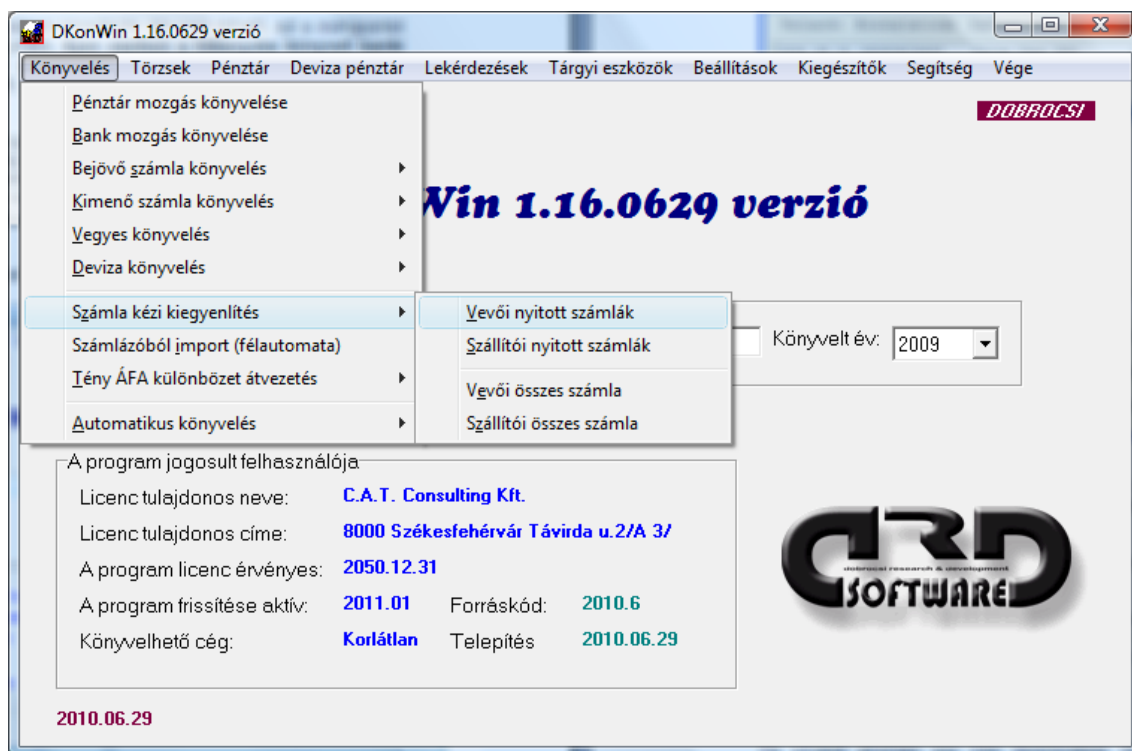 DKonWin 1.16.0629 verzió
Könyvelés Törzsek Pénztár Deviza pénztár Lekérdezések Tárgyi eszközök Beállítások Kiegészítők Segítség Vége
DOBROCSI
Pénztár mozgás könyvelése
Bank mozgás könyvelése
Bejövő számla könyvelés
Kimenő számla könyvelés
Vegyes könyvelés
Deviza könyvelés
Számla kézi kiegyenlítés
Számlázóból import (félautomata)
Tény ÁFA különbözet átvezetés
Automatikus könyvelés
Vevői nyitott számlák
Szállítói nyitott számlák
Vevői összes számla
Szállítói összes számla
Win 1.16.0629 verzió
Könyvelt év: 2009
A program jogosult felhasználója
Licenc tulajdonos neve: C.A.T. Consulting Kft.
Licenc tulajdonos címe: 8000 Székesfehérvár Távirda u.2/A 3/
A program licenc érvényes: 2050.12.31
A program frissítése aktív: 2011.01 Forráskód: 2010.6
Könyvelhető cég: Korlátlan Telepítés 2010.06.29
DRD
dobrocsi research & development
SOFTWARE
2010.06.29